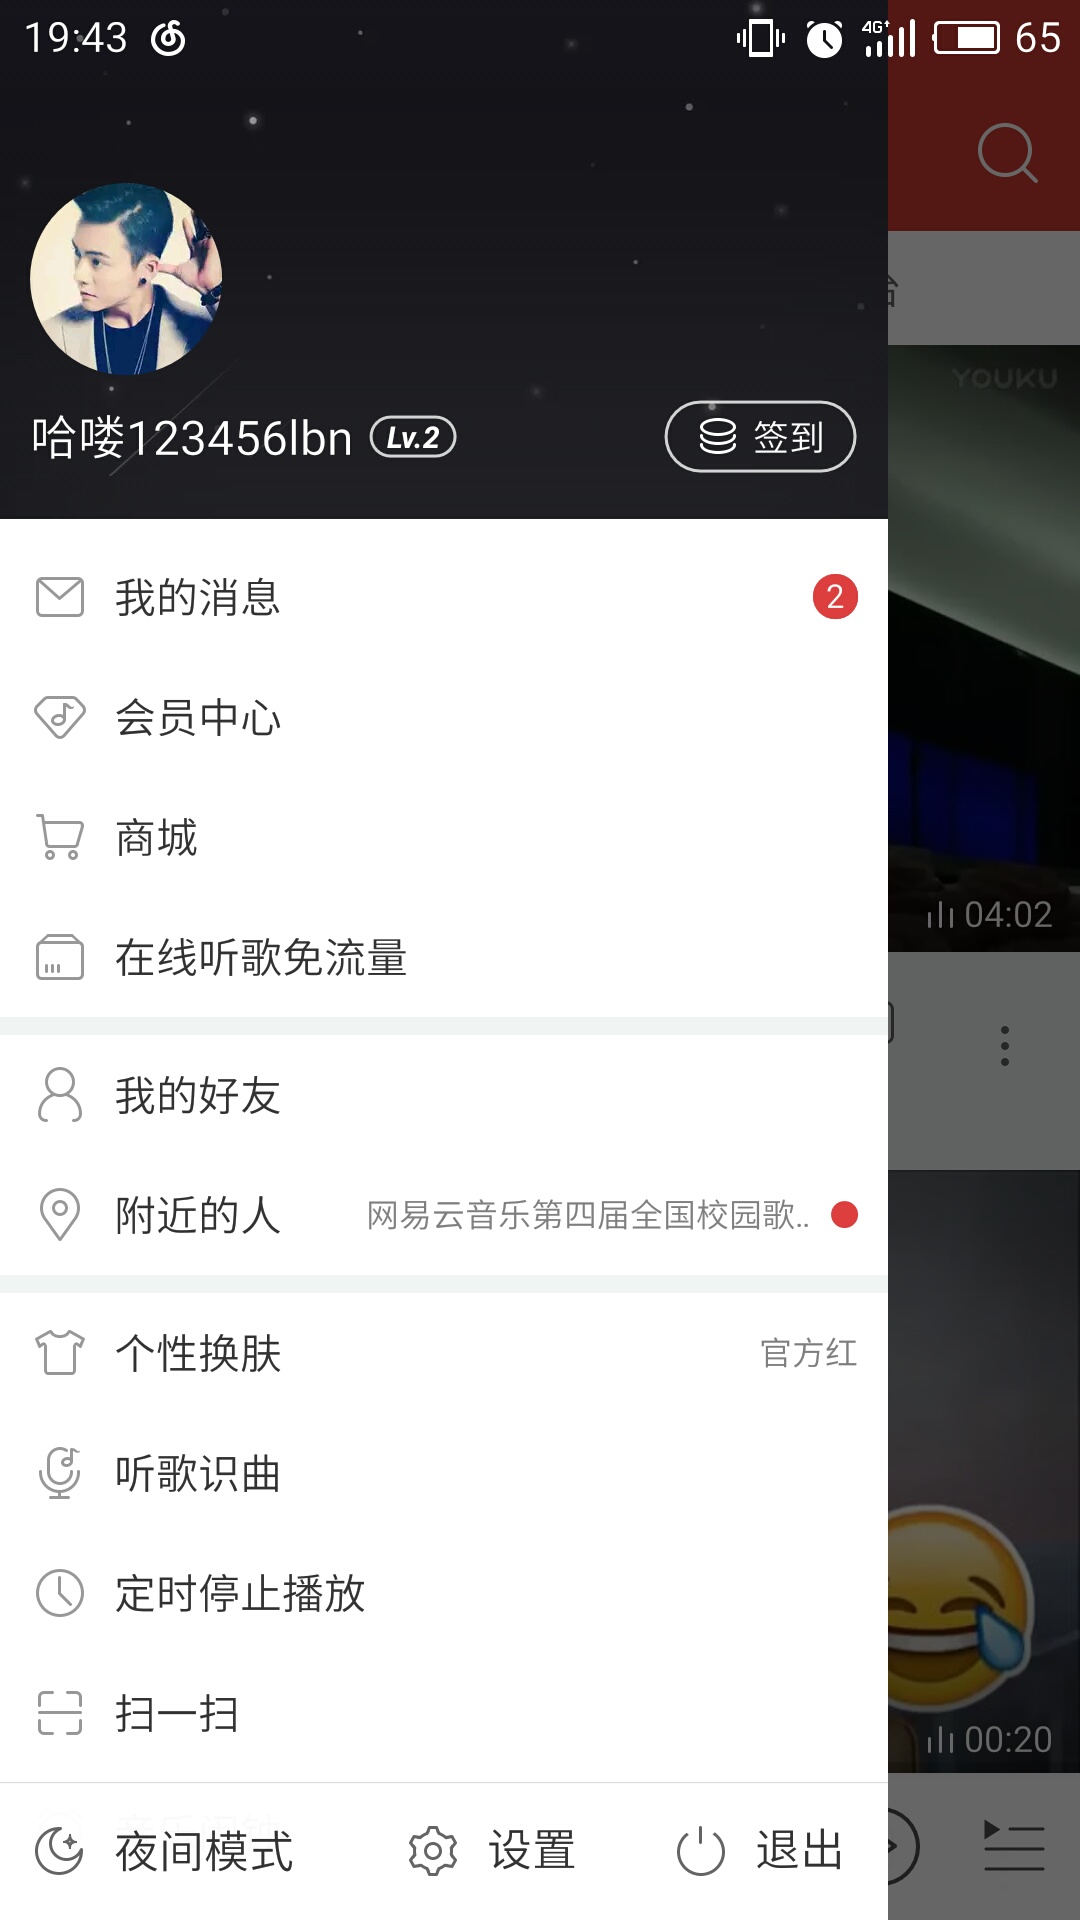 19:43 4G 65
YOUKU
哈喽123456lbn Lv.2 签到
我的消息 2
会员中心
商城
04:02
在线听歌免流量
我的好友
附近的人 网易云音乐第四届全国校园歌..
个性换肤 官方红
听歌识曲
定时停止播放
扫一扫
00:20
夜间模式 设置 退出